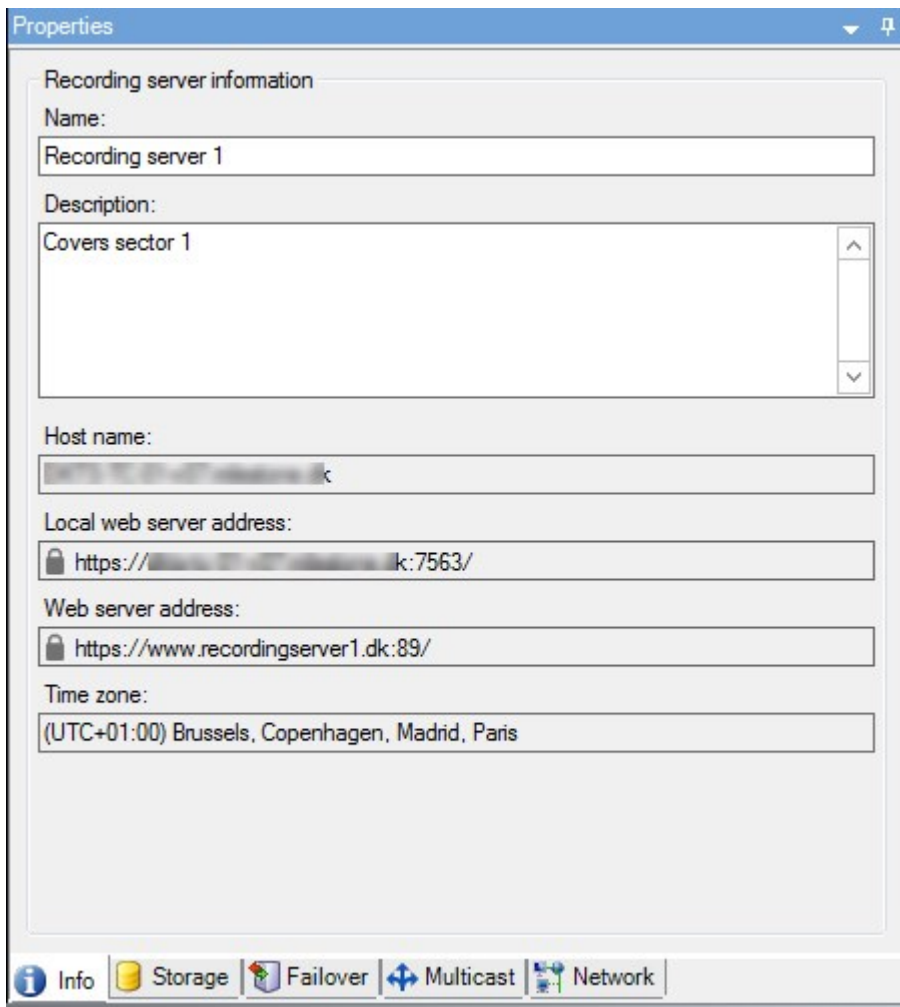 Properties
Recording server information
Name:
Recording server 1
Description:
Covers sector 1
Host name:
Local web server address:
https:// k:7563/
Web server address:
https://www.recordingserver1.dk:89/
Time zone:
(UTC+01:00) Brussels, Copenhagen, Madrid, Paris
Info Storage Failover Multicast Network